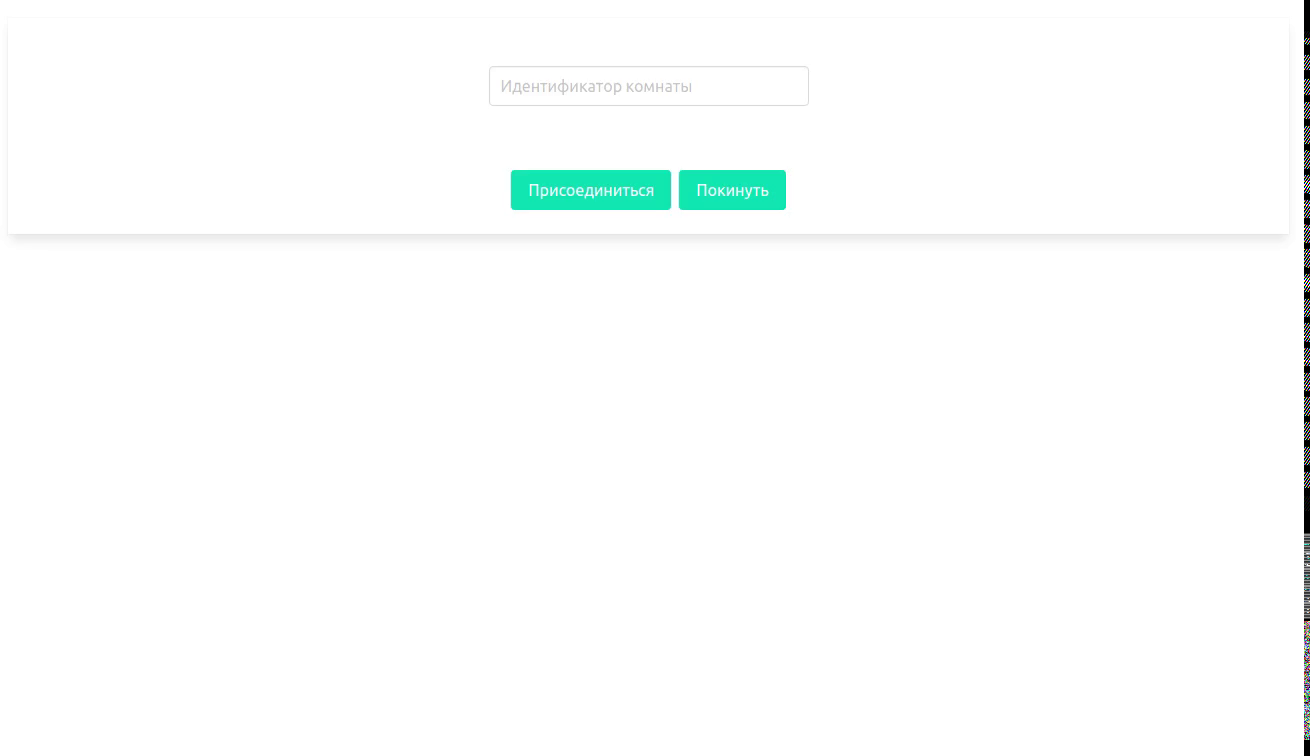 Идентификатор комнаты
Присоединиться Покинуть